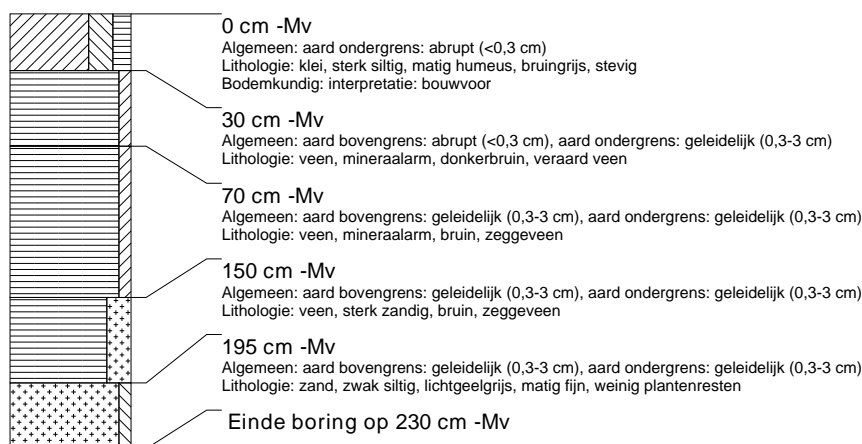 0 cm -Mv
Algemeen: aard ondergrens: abrupt (<0,3 cm)
Lithologie: klei, sterk siltig, matig humeus, bruingrijs, stevig
Bodemkundig: interpretatie: bouwvoor
30 cm -Mv
Algemeen: aard bovengrens: abrupt (<0,3 cm), aard ondergrens: geleidelijk (0,3-3 cm)
Lithologie: veen, mineraalarm, donkerbruin, veraard veen
70 cm -Mv
Algemeen: aard bovengrens: geleidelijk (0,3-3 cm), aard ondergrens: geleidelijk (0,3-3 cm)
Lithologie: veen, mineraalarm, bruin, zeggeveen
150 cm -Mv
Algemeen: aard bovengrens: geleidelijk (0,3-3 cm), aard ondergrens: geleidelijk (0,3-3 cm)
Lithologie: veen, sterk zandig, bruin, zeggeveen
195 cm -Mv
Algemeen: aard bovengrens: geleidelijk (0,3-3 cm), aard ondergrens: geleidelijk (0,3-3 cm)
Lithologie: zand, zwak siltig, lichtgeelgrijs, matig fijn, weinig plantenresten
Einde boring op 230 cm -Mv